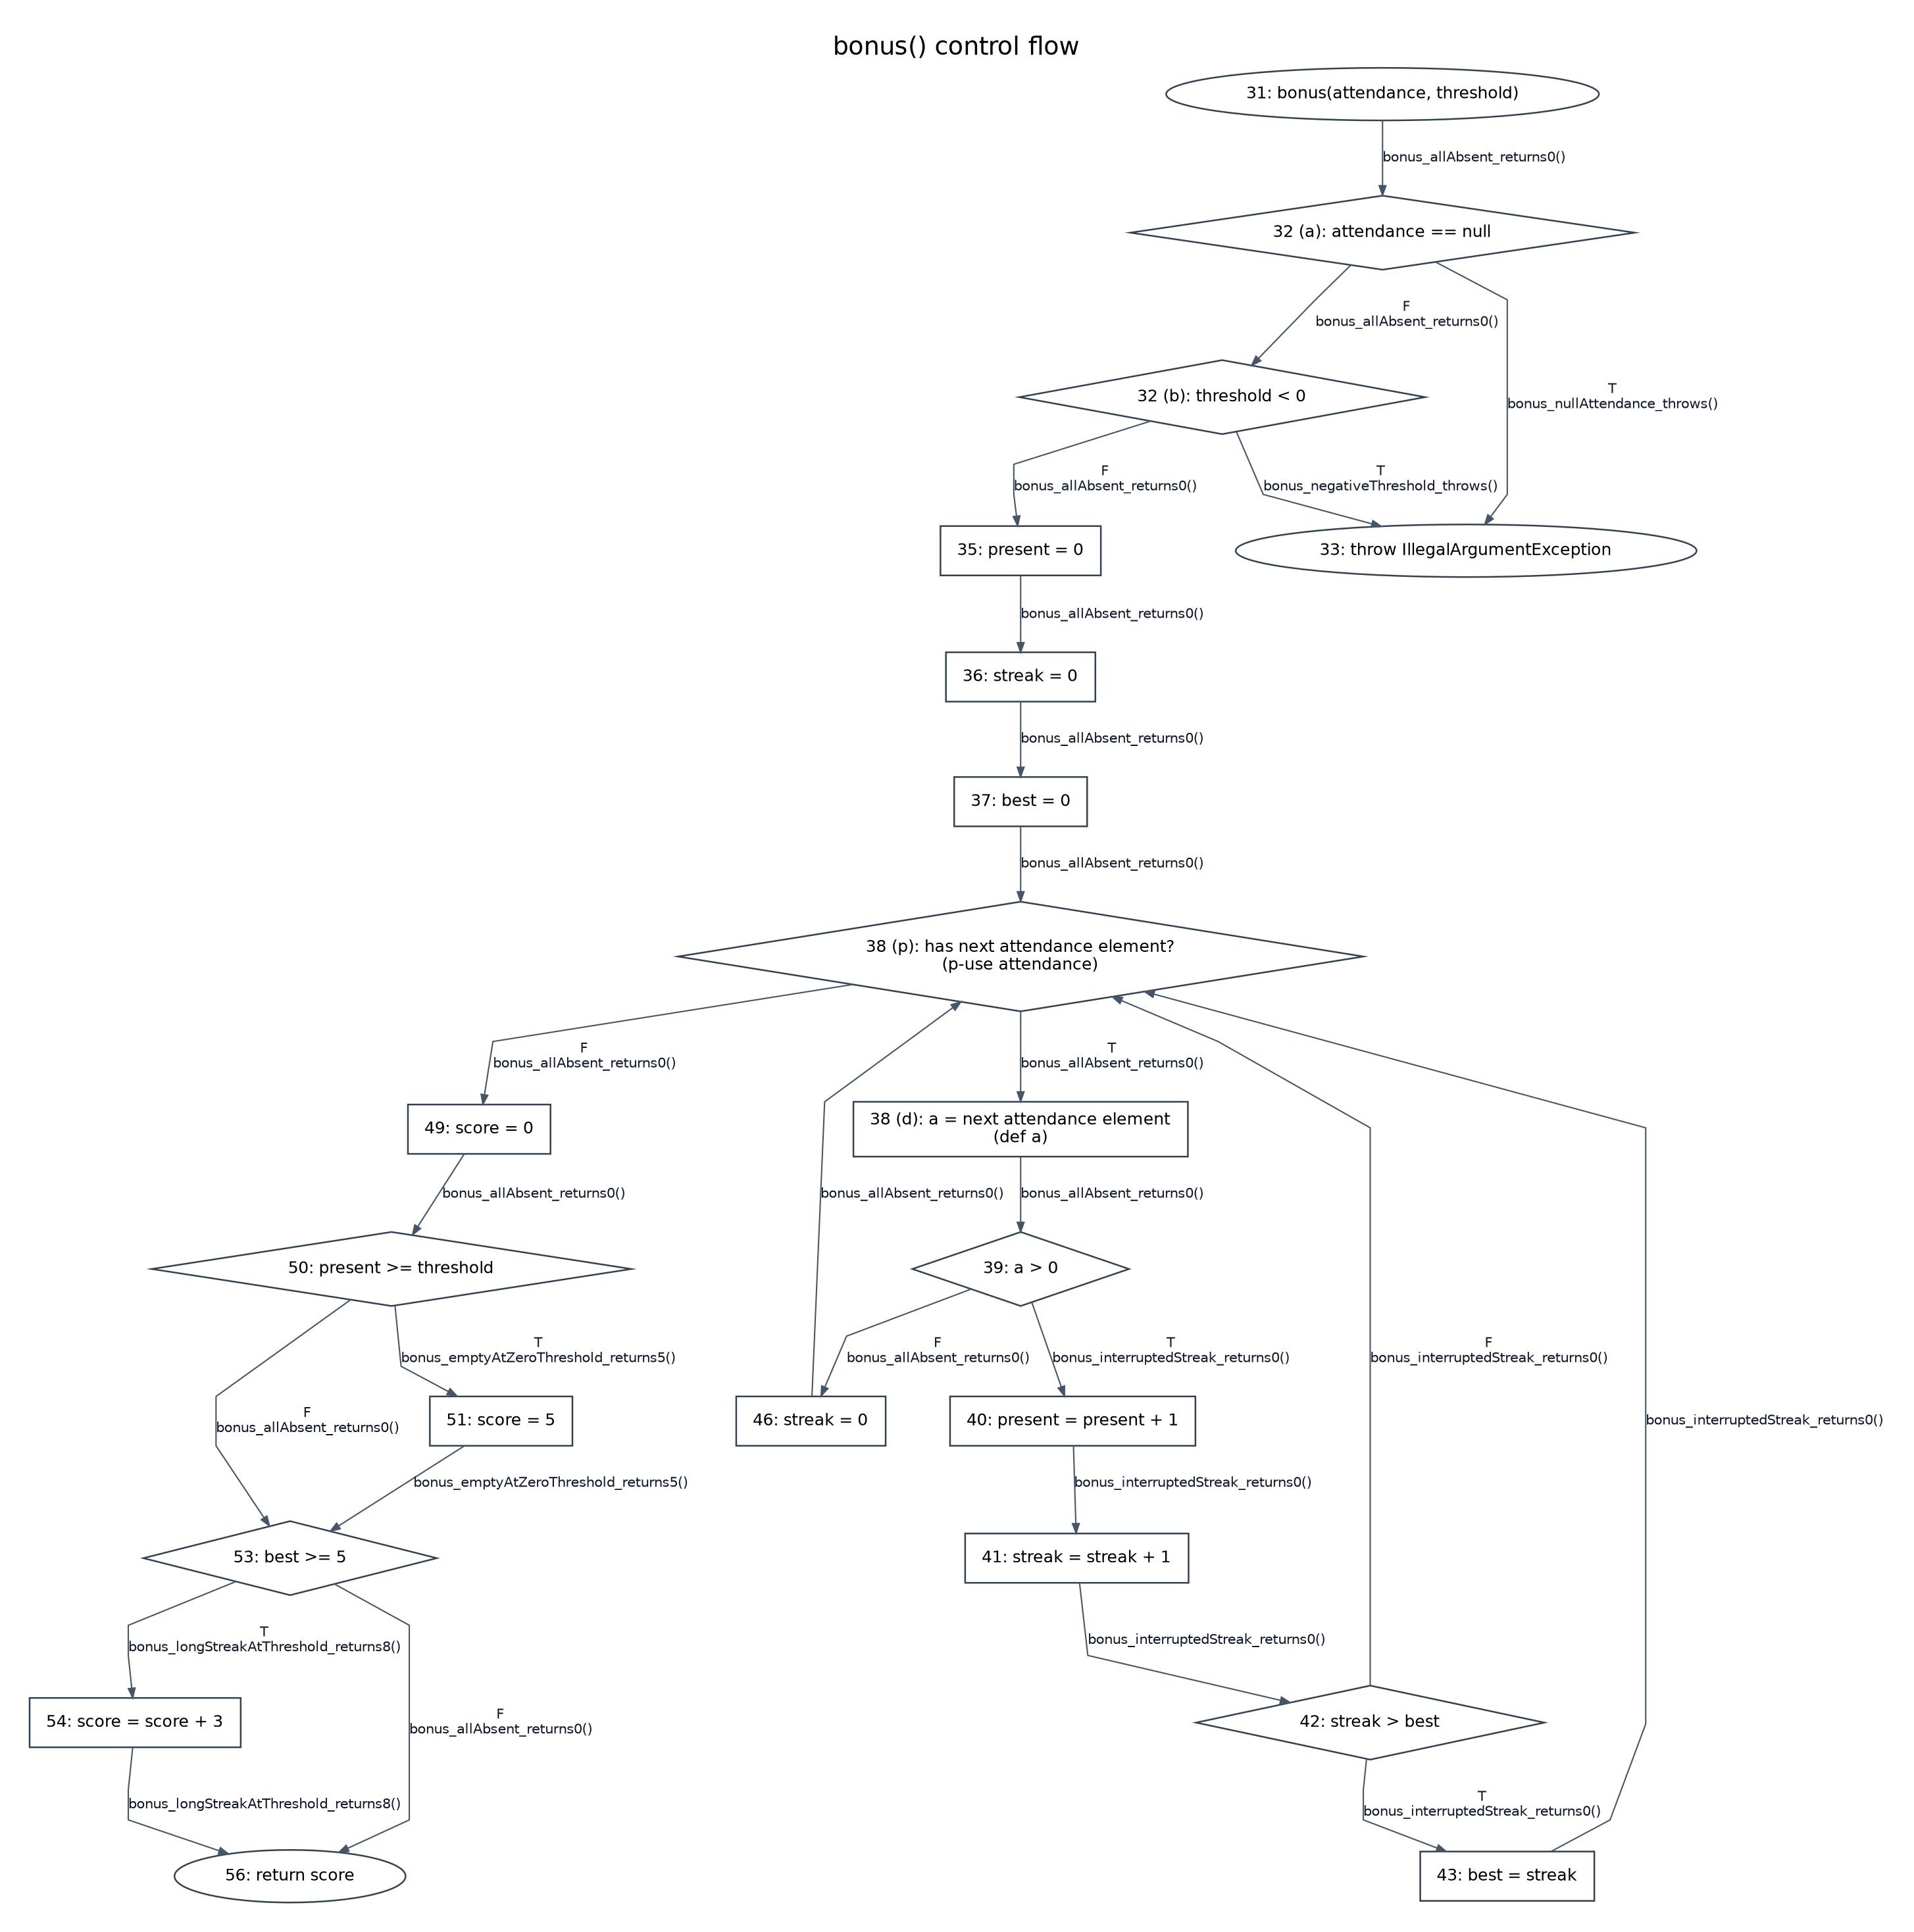 bonus() control flow
31: bonus(attendance, threshold)
bonus_allAbsent_returns0()
32 (a): attendance == null
F
bonus_allAbsent_returns0()
T
bonus_nullAttendance_throws()
32 (b): threshold < 0
F
bonus_allAbsent_returns0()
T
bonus_negativeThreshold_throws()
35: present = 0
33: throw IllegalArgumentException
bonus_allAbsent_returns0()
36: streak = 0
bonus_allAbsent_returns0()
37: best = 0
bonus_allAbsent_returns0()
38 (p): has next attendance element?
(p-use attendance)
F
bonus_allAbsent_returns0()
T
bonus_allAbsent_returns0()
49: score = 0
38 (d): a = next attendance element
(def a)
bonus_allAbsent_returns0()
bonus_allAbsent_returns0()
bonus_allAbsent_returns0()
50: present >= threshold
39: a > 0
T
bonus_emptyAtZeroThreshold_returns5()
F
bonus_allAbsent_returns0()
T
bonus_interruptedStreak_returns0()
F
bonus_interruptedStreak_returns0()
F
bonus_allAbsent_returns0()
51: score = 5
46: streak = 0
40: present = present + 1
bonus_interruptedStreak_returns0()
bonus_emptyAtZeroThreshold_returns5()
bonus_interruptedStreak_returns0()
53: best >= 5
41: streak = streak + 1
T
bonus_longStreakAtThreshold_returns8()
bonus_interruptedStreak_returns0()
54: score = score + 3
F
bonus_allAbsent_returns0()
42: streak > best
bonus_longStreakAtThreshold_returns8()
T
bonus_interruptedStreak_returns0()
56: return score
43: best = streak